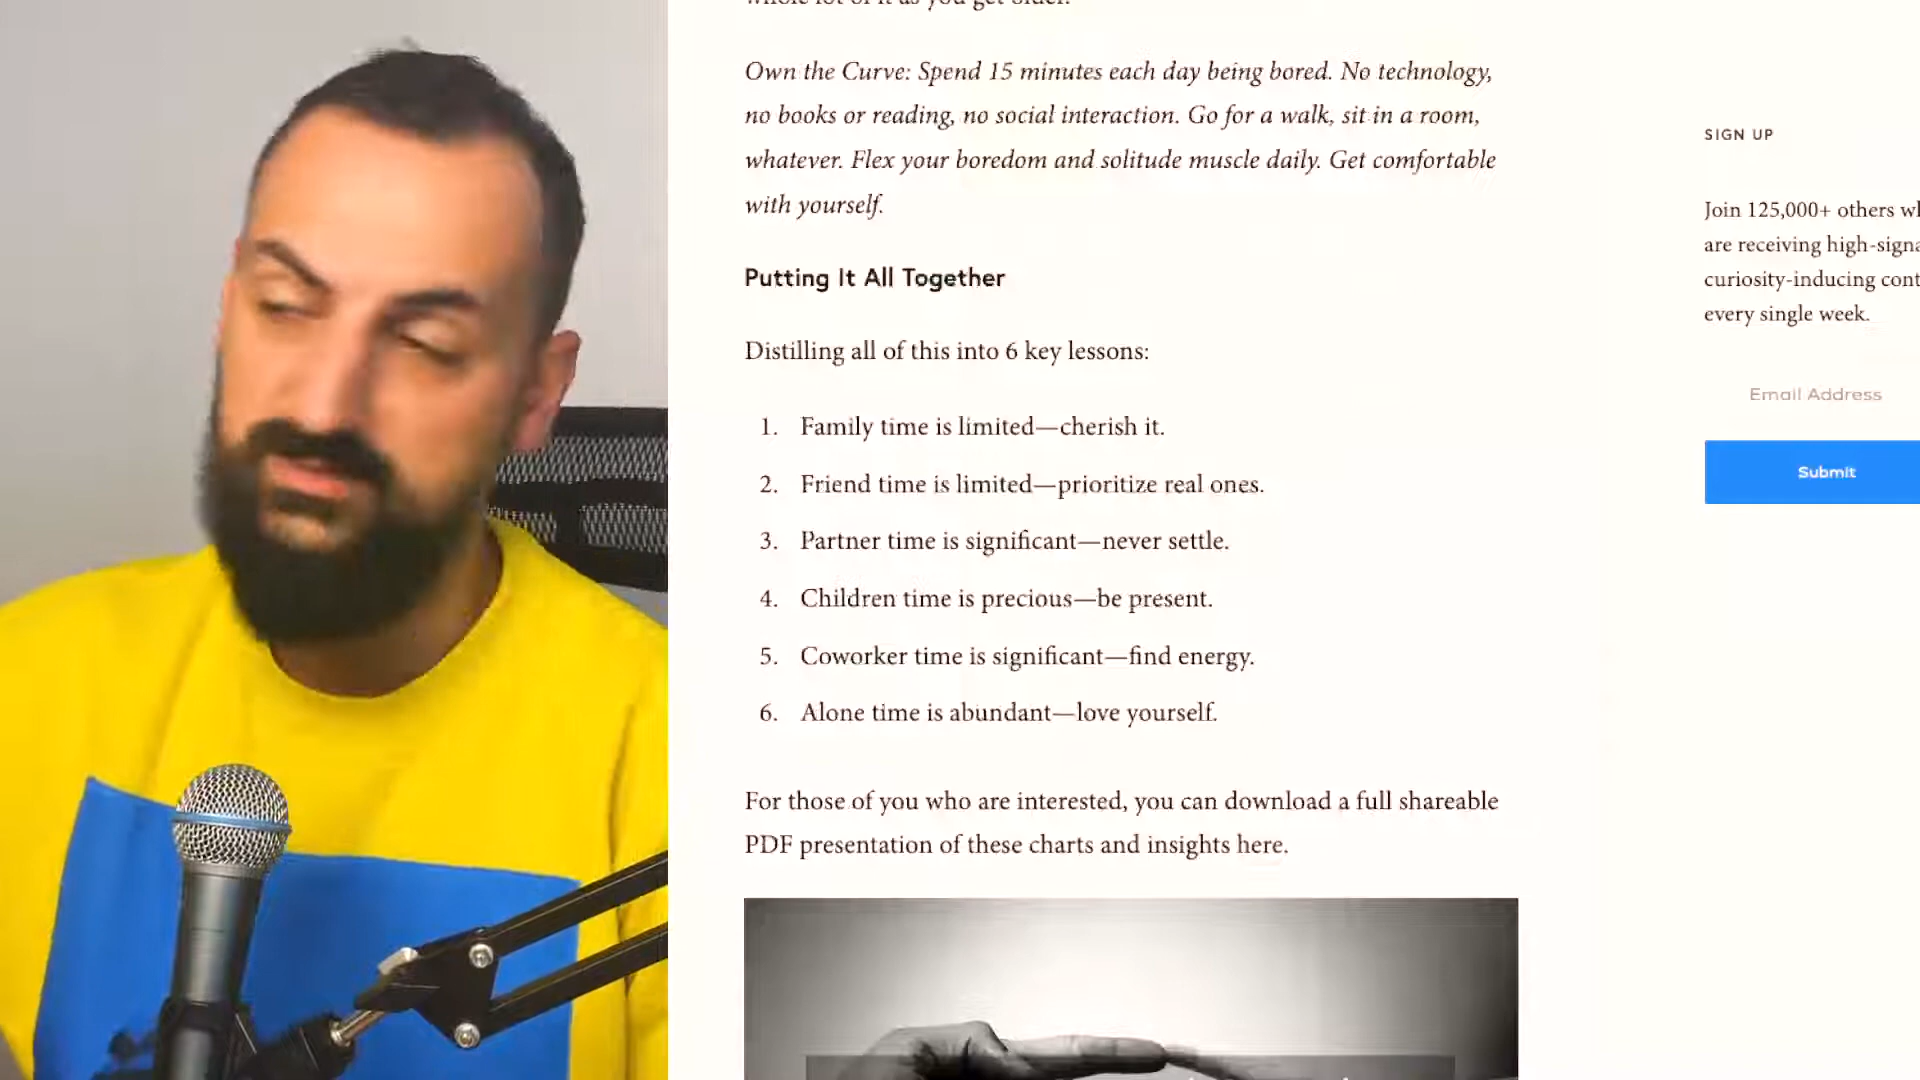 Own the Curve: Spend 15 minutes each day being bored. No technology,
no books or reading, no social interaction. Go for a walk, sit in a room,
whatever. Flex your boredom and solitude muscle daily. Get comfortable
with yourself.
Putting It All Together
Distilling all of this into 6 key lessons:
1. Family time is limited—cherish it.
2. Friend time is limited—prioritize real ones.
3. Partner time is significant—never settle.
4. Children time is precious—be present.
5. Coworker time is significant—find energy.
6. Alone time is abundant—love yourself.
For those of you who are interested, you can download a full shareable
PDF presentation of these charts and insights here.
SIGN UP
Join 125,000+ others
are receiving
curiosity-inducing
every single week.
Email Address
Submit